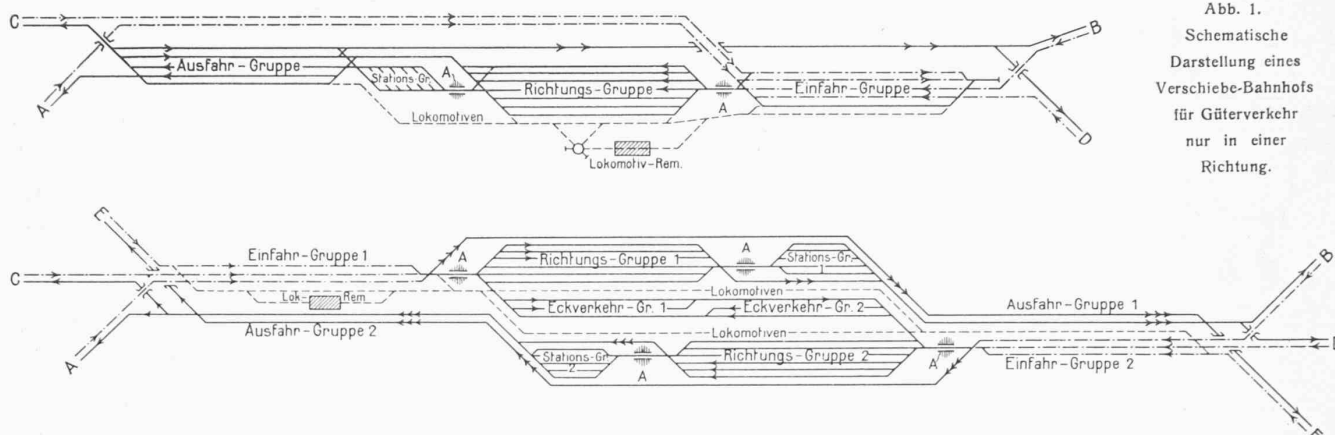 Abb. 1.
Schematische
Darstellung eines
Verschiebe-Bahnhofs
für Güterverkehr
nur in einer
Richtung.
C
B
A
Ausfahr-Gruppe
Stations-Gr.
A
Richtungs-Gruppe
A
Einfahr-Gruppe
Lokomotiven
Lokomotiv-Rem.
D
E
Einfahr-Gruppe 1
A
Richtungs-Gruppe 1
A
Stations-Gr.
1
B
C
Lok.-Rem.
Lokomotiven
Eckverkehr-Gr. 1
Eckverkehr-Gr. 2
Ausfahr-Gruppe 1
Ausfahr-Gruppe 2
Lokomotiven
A
Stations-Gr.
2
A
Richtungs-Gruppe 2
A
Einfahr-Gruppe 2